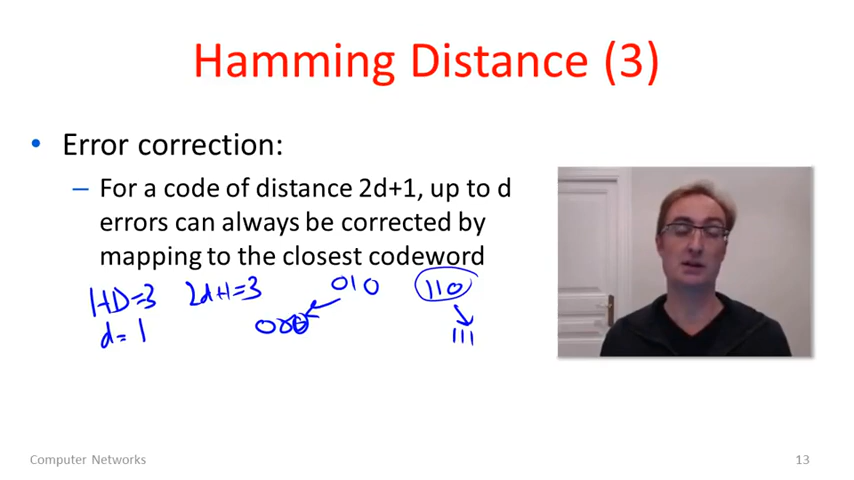 Hamming Distance (3)
• Error correction:
– For a code of distance 2d+1, up to d
errors can always be corrected by
mapping to the closest codeword
HD=3 2d+1=3 010 110
d=1 000 111
Computer Networks 13